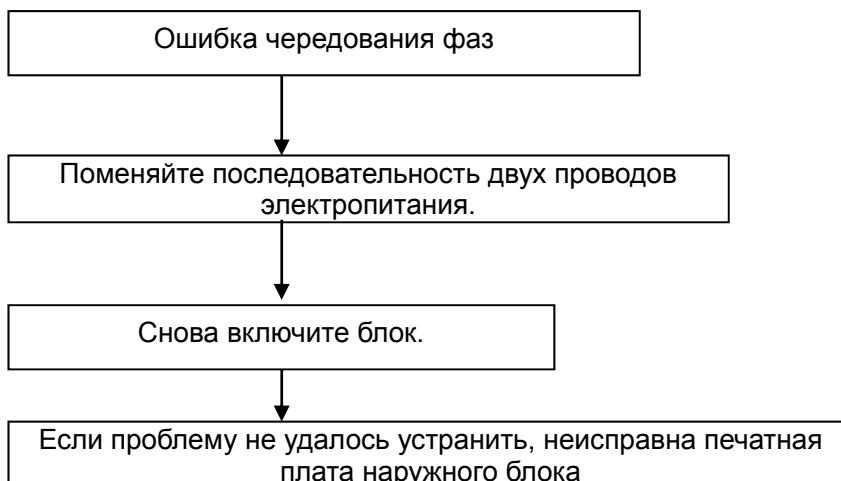 Ошибка чередования фаз
Поменяйте последовательность двух проводов
электропитания.
Снова включите блок.
Если проблему не удалось устранить, неисправна печатная
плата наружного блока